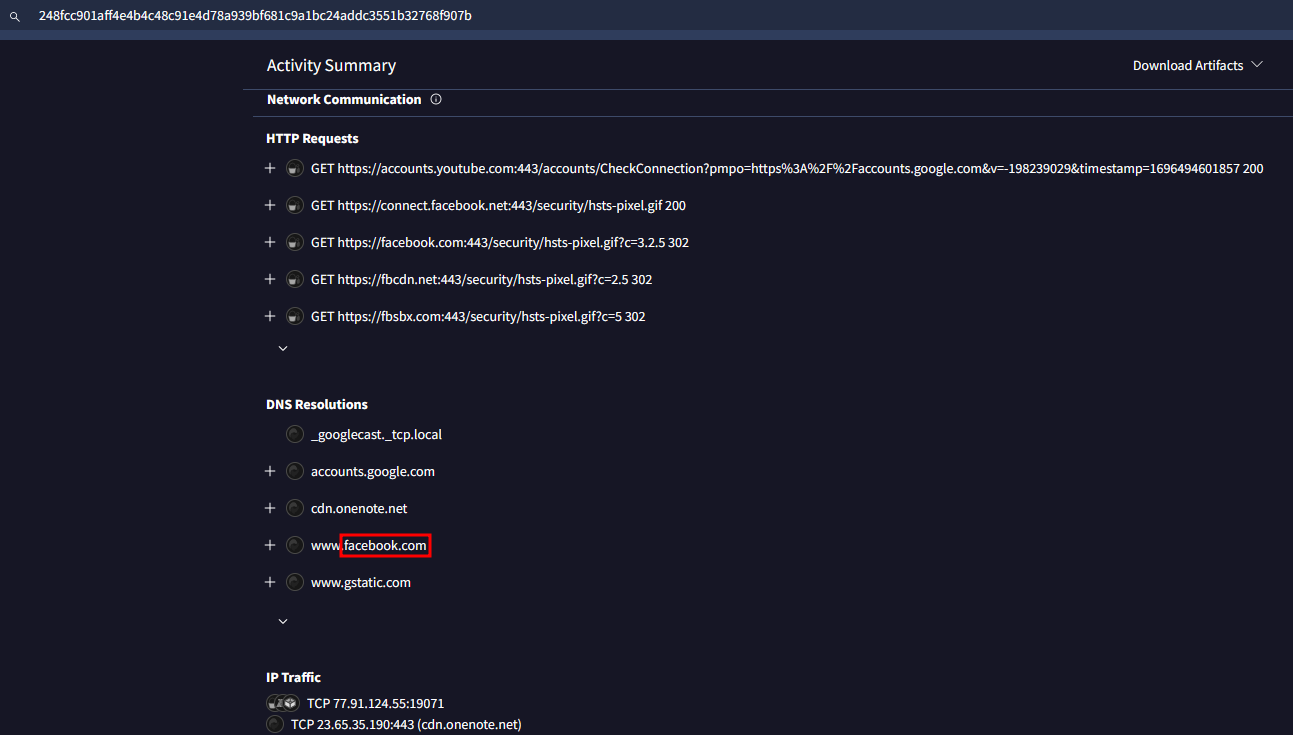 248fcc901aff4e4b4c48c91e4d78a939bf681c9a1bc24addc3551b32768f907b
Activity Summary
Download Artifacts
Network Communication
HTTP Requests
GET https://accounts.youtube.com:443/accounts/CheckConnection?pmpo=https%3A%2F%2Faccounts.google.com&v=-198239029&timestamp=1696494601857 200
GET https://connect.facebook.net:443/security/hsts-pixel.gif 200
GET https://facebook.com:443/security/hsts-pixel.gif?c=3.2.5 302
GET https://fbcdn.net:443/security/hsts-pixel.gif?c=2.5 302
GET https://fbsbx.com:443/security/hsts-pixel.gif?c=5 302
DNS Resolutions
_googlecast._tcp.local
accounts.google.com
cdn.onenote.net
www.facebook.com
www.gstatic.com
IP Traffic
TCP 77.91.124.55:19071
TCP 23.65.35.190:443 (cdn.onenote.net)